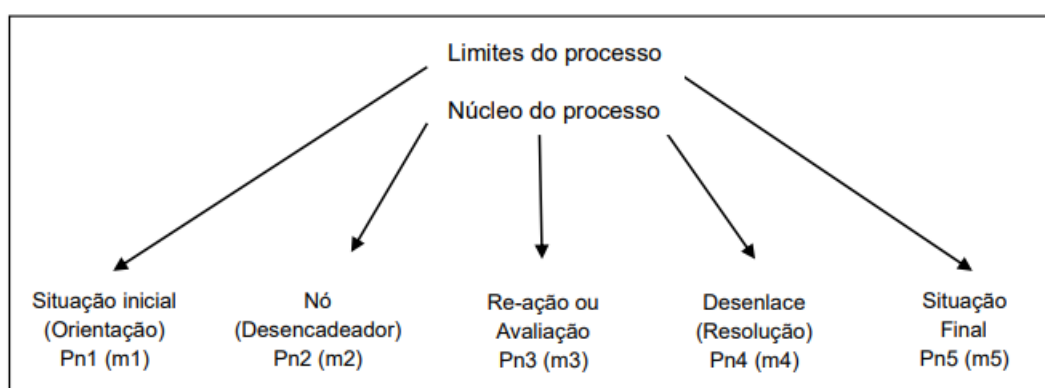 Limites do processo
Núcleo do processo
Situação inicial
(Orientação)
Pn1 (m1)
Nó
(Desencadeador)
Pn2 (m2)
Re-ação ou
Avaliação
Pn3 (m3)
Desenlace
(Resolução)
Pn4 (m4)
Situação
Final
Pn5 (m5)